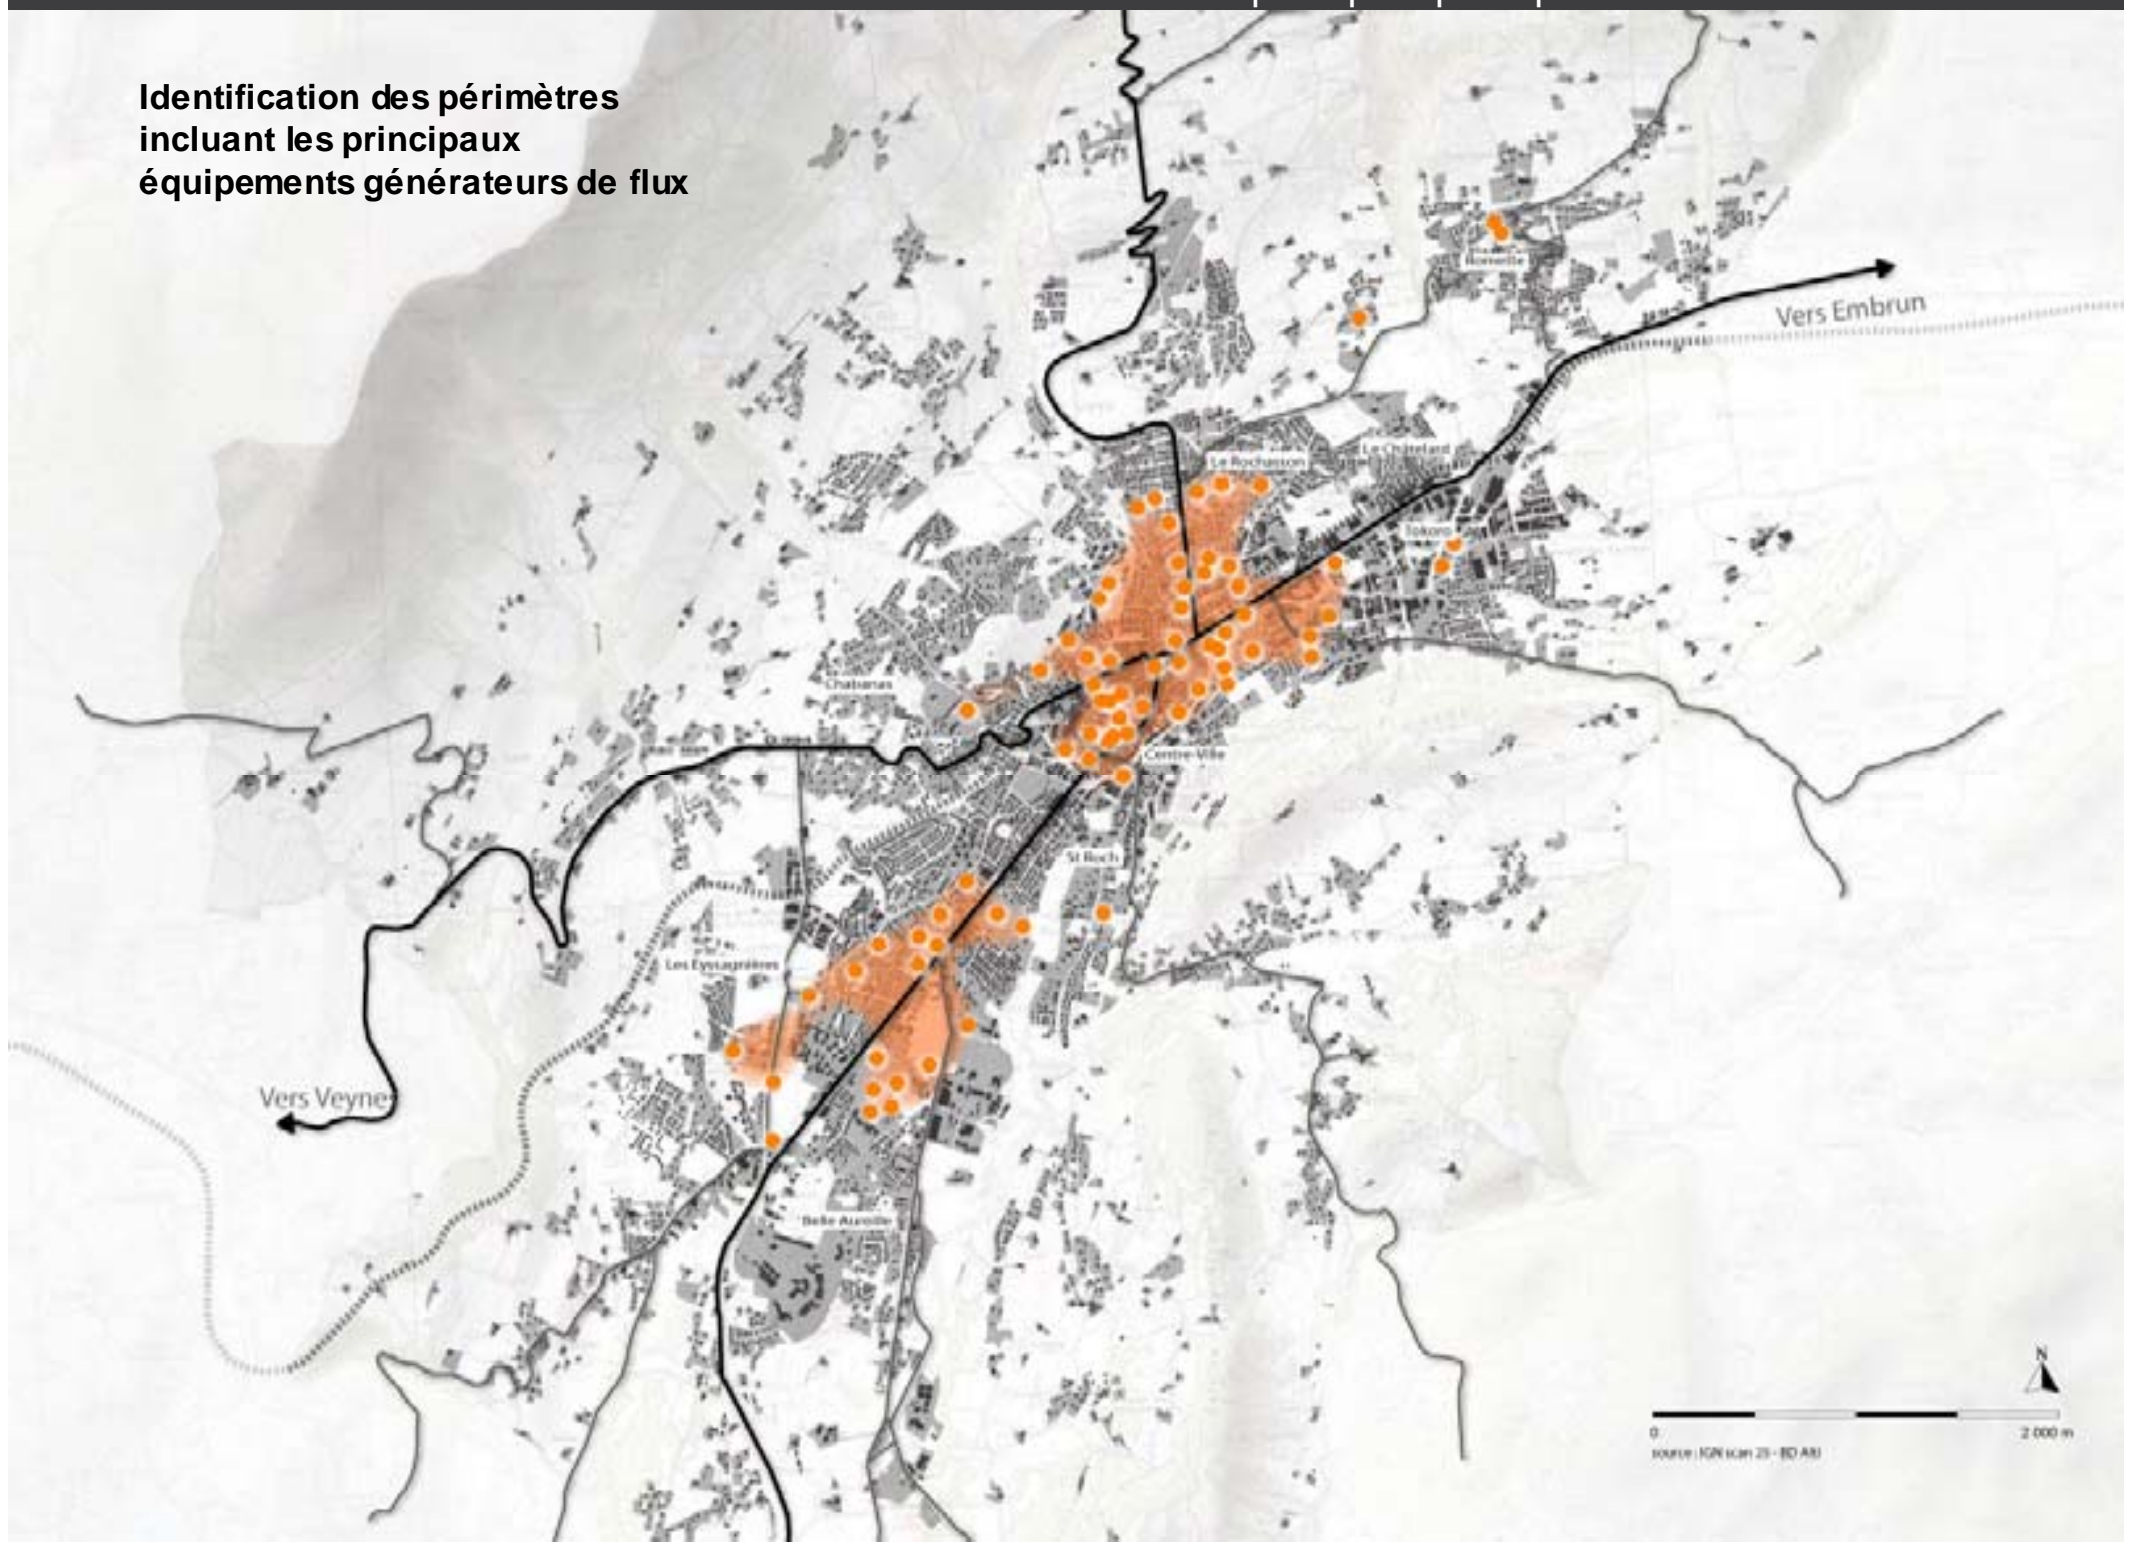 Identification des périmètres
incluant les principaux
équipements générateurs de flux
Romette
Vers Embrun
Le Rochasson
Le Châtelard
Tokoro
Chabanas
Centre-Ville
St Roch
Les Eyssagnières
Vers Veynes
Belle Aureille
N
0
2 000 m
source : IGN scan 25 - BD Alti